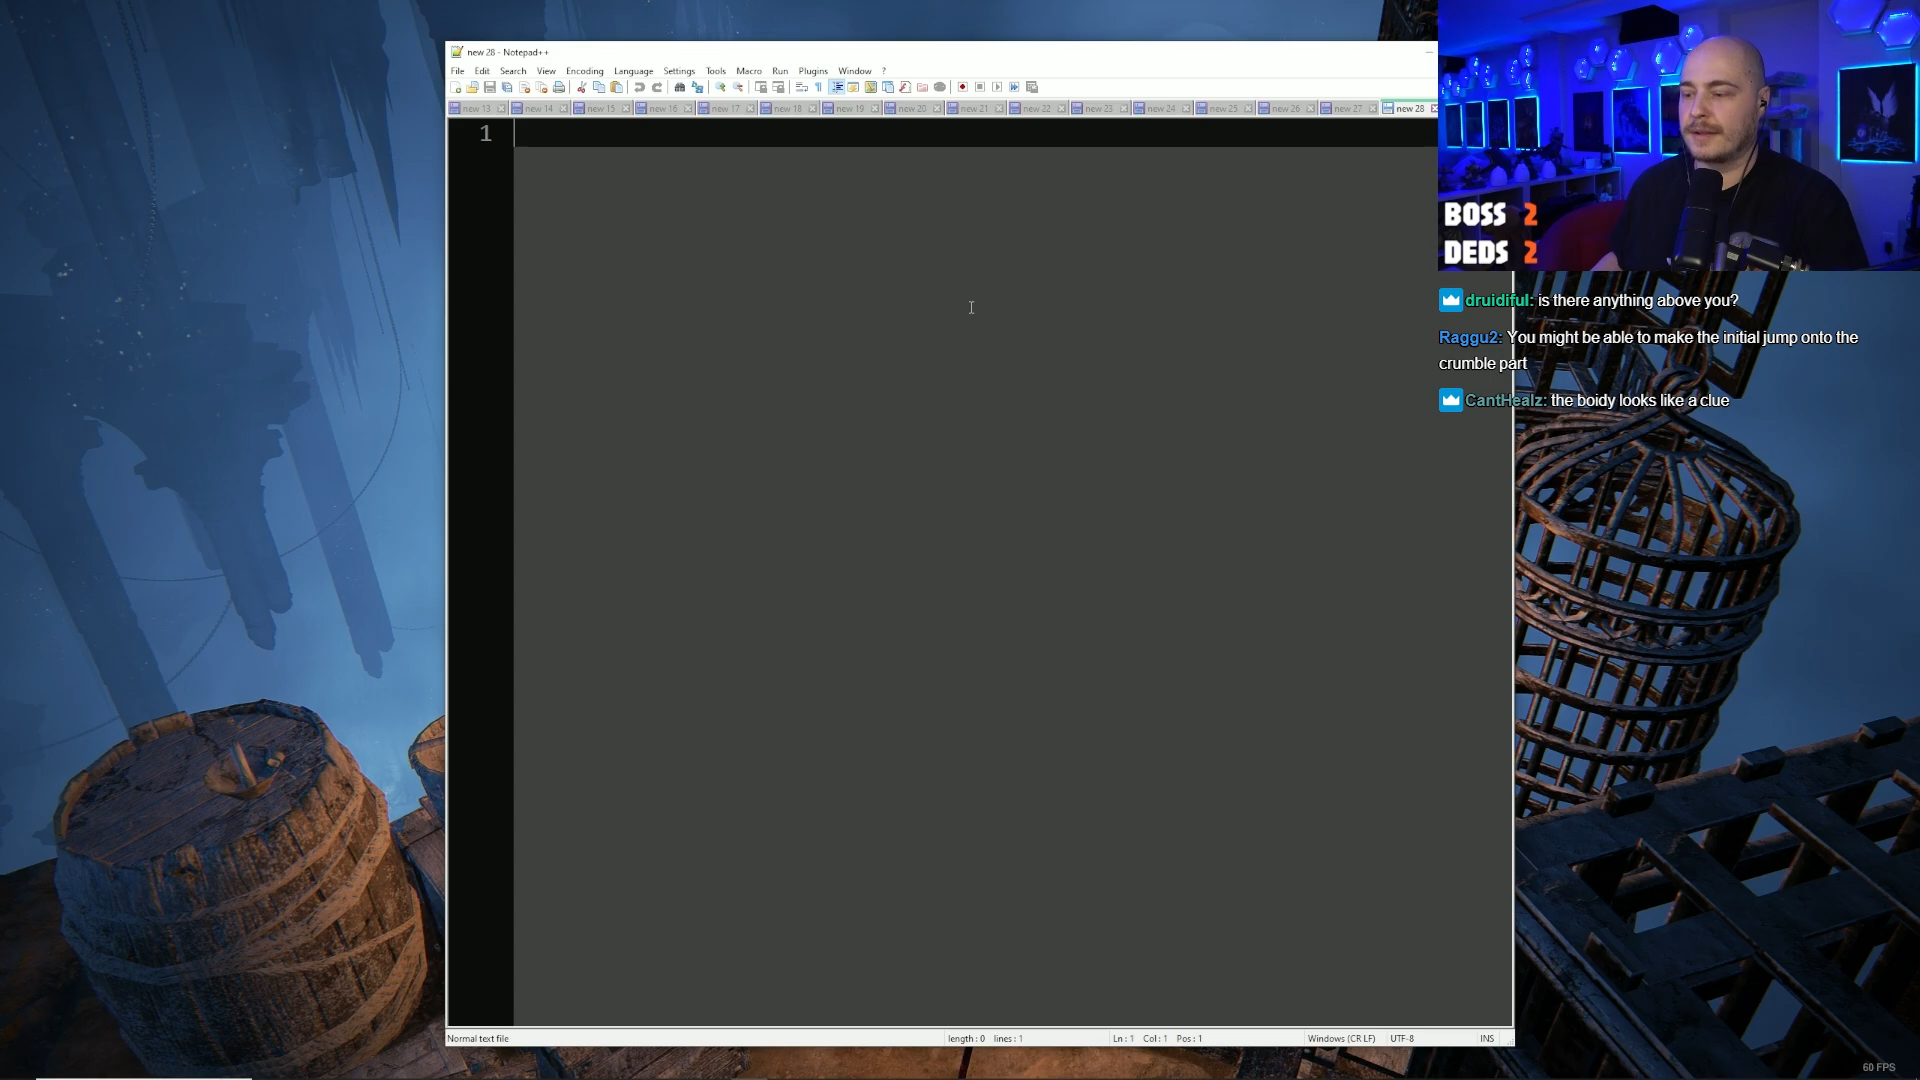 new 28 - Notepad++
File Edit Search View Encoding Language Settings Tools Macro Run Plugins Window ?
new 13 new 14 new 15 new 16 new 17 new 18 new 19 new 20 new 21 new 22 new 23 new 24 new 25 new 26 new 27 new 28
1
BOSS 2
DEDS 2
druidiful: is there anything above you?
Raggu2: You might be able to make the initial jump onto the
crumble part
CantHealz: the boidy looks like a clue
Normal text file length : 0 lines : 1 Ln : 1 Col : 1 Pos : 1 Windows (CR LF) UTF-8 INS
60 FPS